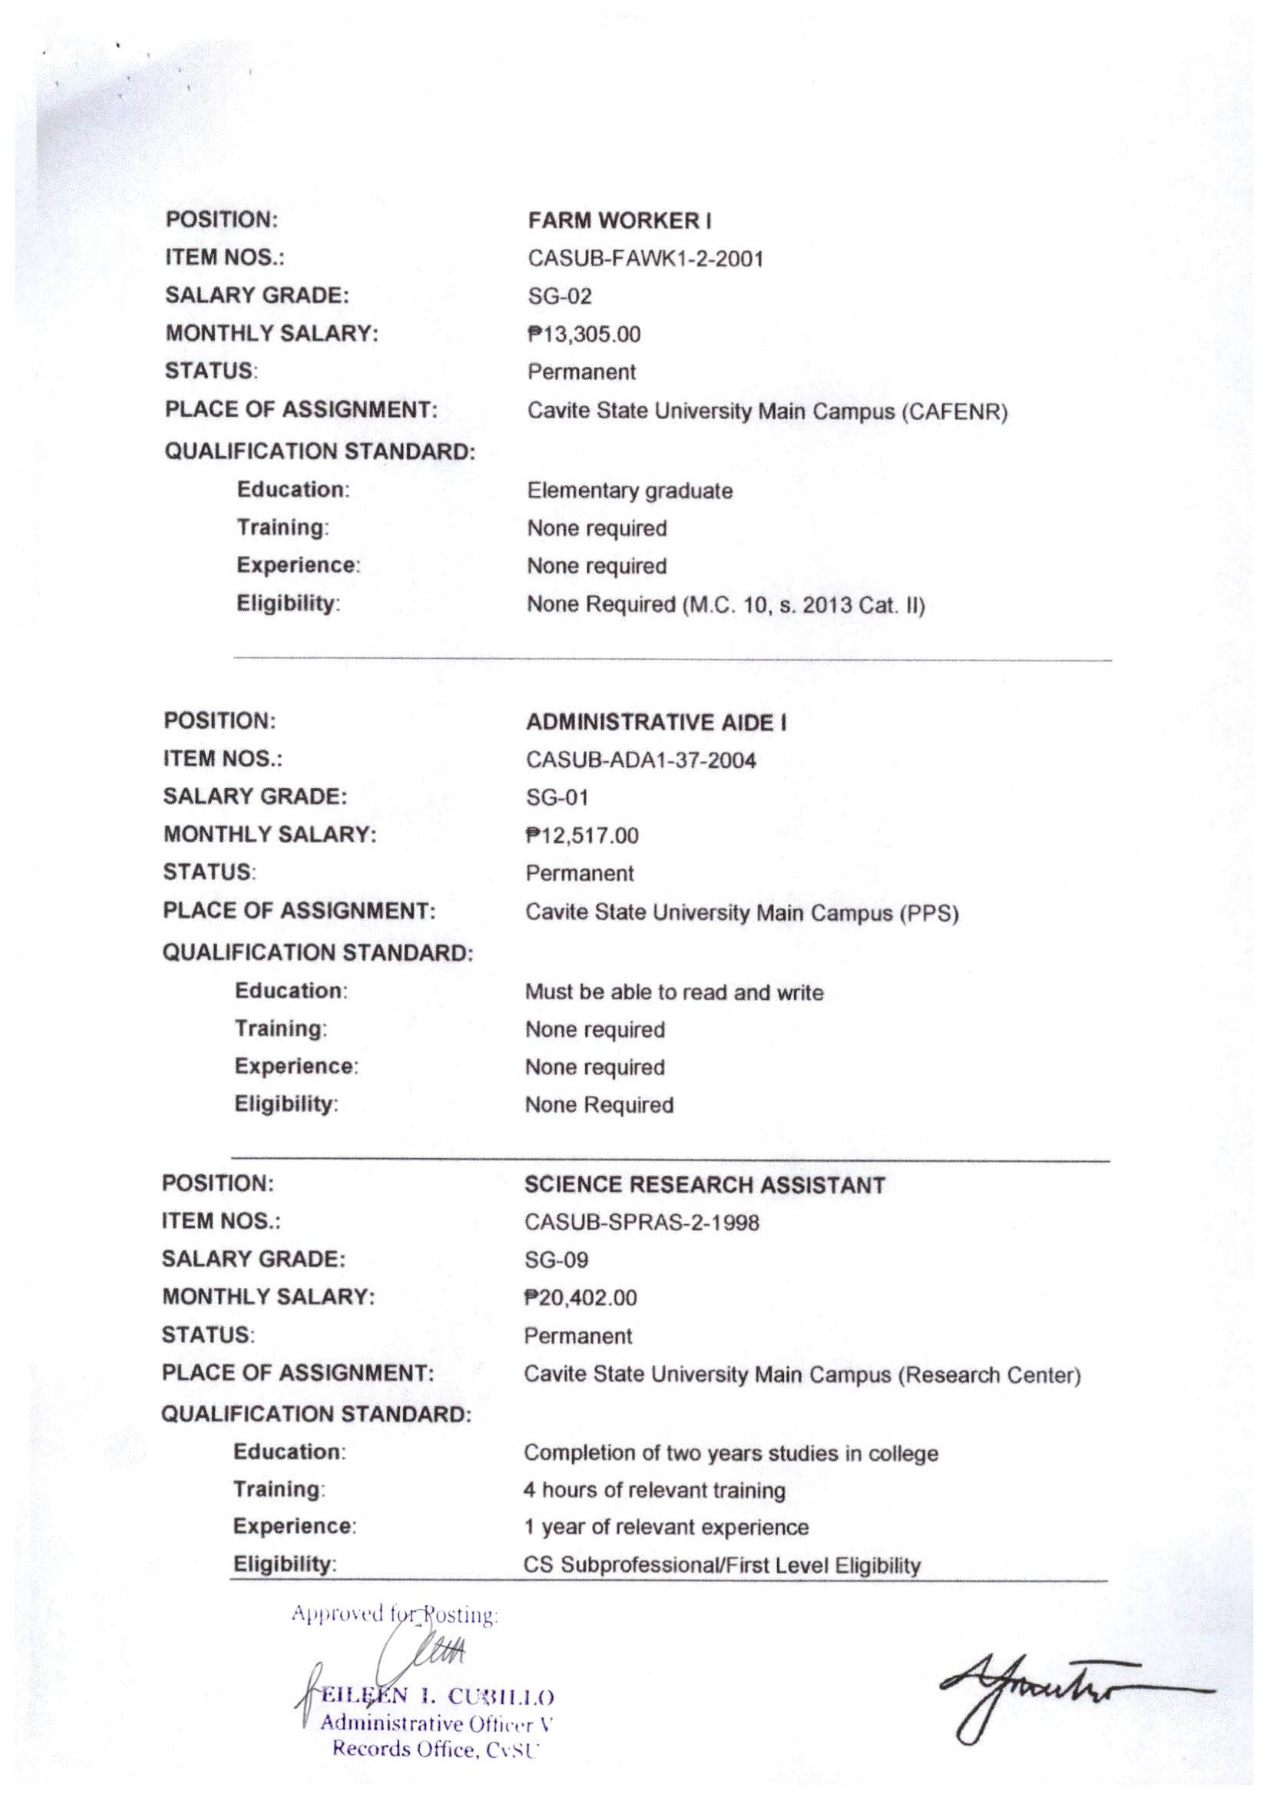 POSITION: FARM WORKER I
ITEM NOS.: CASUB-FAWK1-2-2001
SALARY GRADE: SG-02
MONTHLY SALARY: ₱13,305.00
STATUS: Permanent
PLACE OF ASSIGNMENT: Cavite State University Main Campus (CAFENR)
QUALIFICATION STANDARD:
Education: Elementary graduate
Training: None required
Experience: None required
Eligibility: None Required (M.C. 10, s. 2013 Cat. II)
POSITION: ADMINISTRATIVE AIDE I
ITEM NOS.: CASUB-ADA1-37-2004
SALARY GRADE: SG-01
MONTHLY SALARY: ₱12,517.00
STATUS: Permanent
PLACE OF ASSIGNMENT: Cavite State University Main Campus (PPS)
QUALIFICATION STANDARD:
Education: Must be able to read and write
Training: None required
Experience: None required
Eligibility: None Required
POSITION: SCIENCE RESEARCH ASSISTANT
ITEM NOS.: CASUB-SPRAS-2-1998
SALARY GRADE: SG-09
MONTHLY SALARY: ₱20,402.00
STATUS: Permanent
PLACE OF ASSIGNMENT: Cavite State University Main Campus (Research Center)
QUALIFICATION STANDARD:
Education: Completion of two years studies in college
Training: 4 hours of relevant training
Experience: 1 year of relevant experience
Eligibility: CS Subprofessional/First Level Eligibility
Approved for Posting:
EILEEN I. CUBILLO
Administrative Officer V
Records Office, CvSU